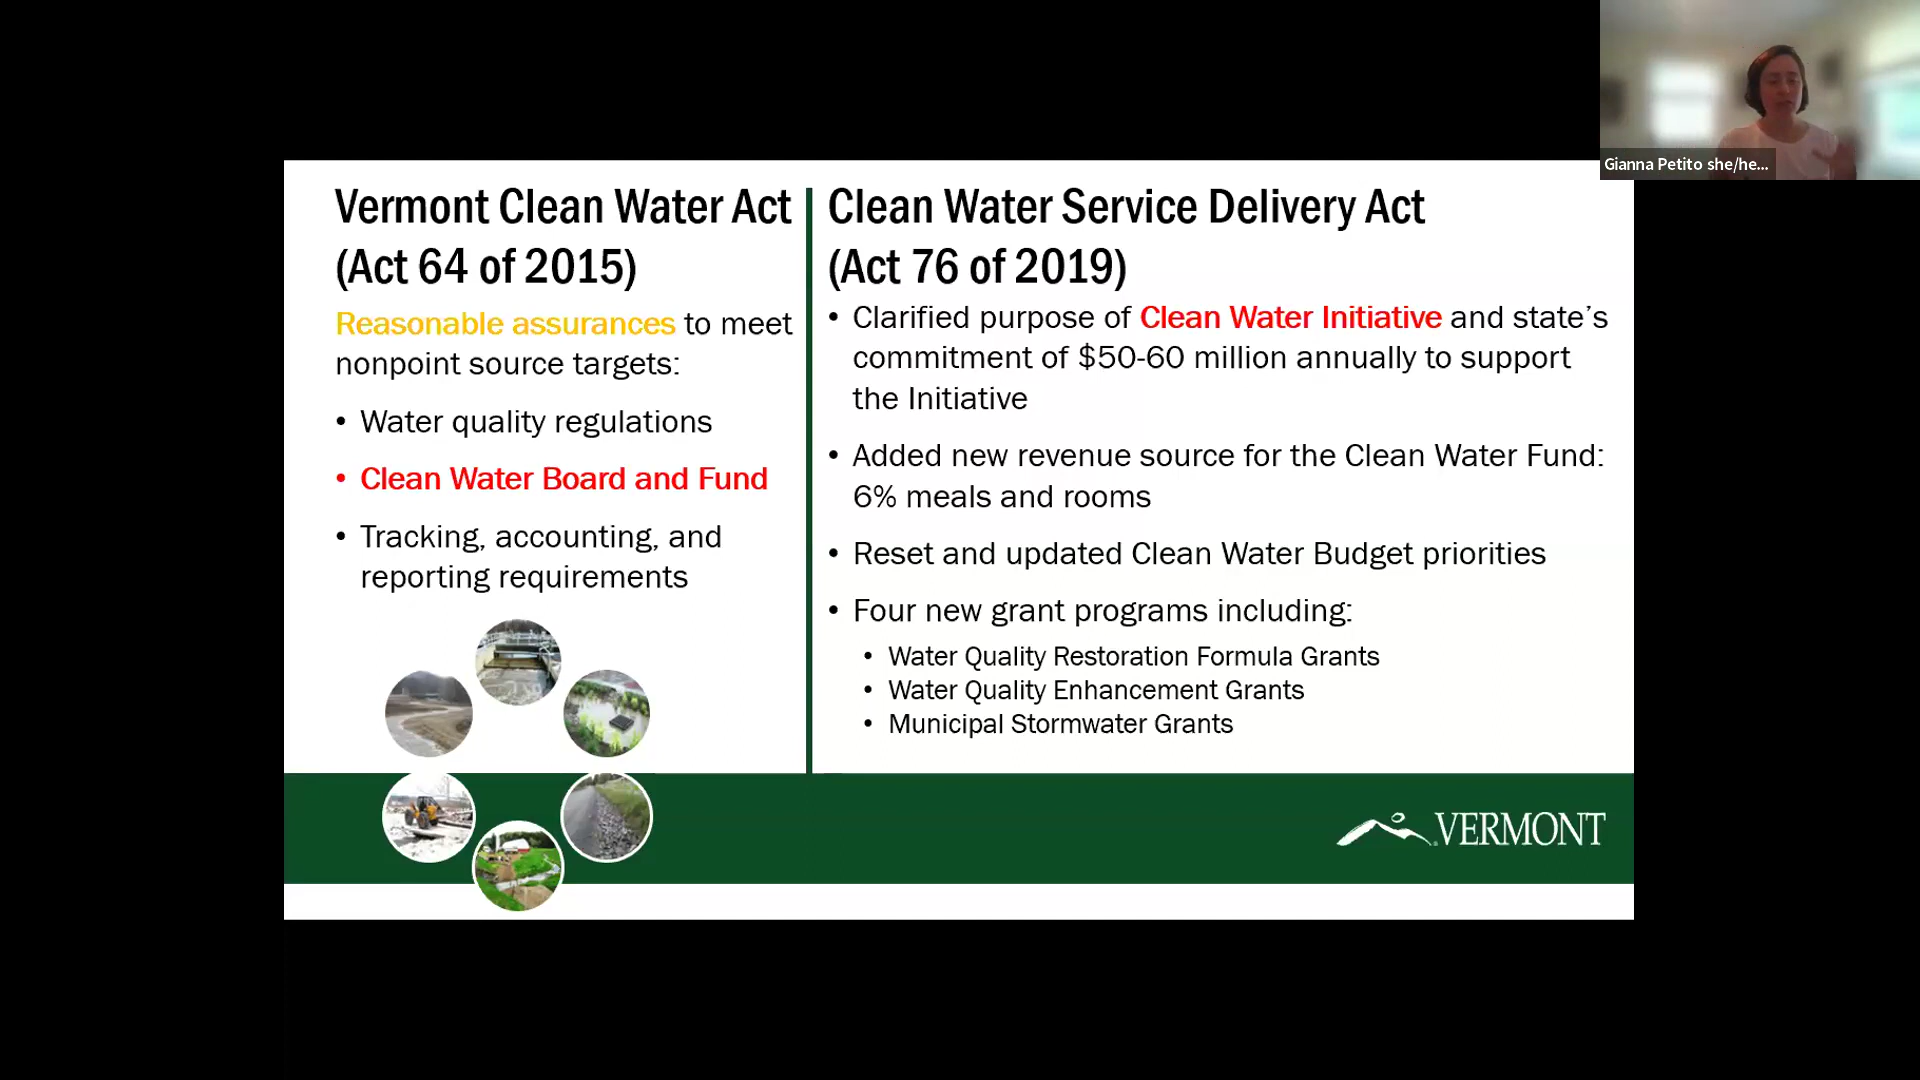 Gianna Petito she/he...
Vermont Clean Water Act
(Act 64 of 2015)
Reasonable assurances to meet
nonpoint source targets:
• Water quality regulations
• Clean Water Board and Fund
• Tracking, accounting, and
reporting requirements
Clean Water Service Delivery Act
(Act 76 of 2019)
• Clarified purpose of Clean Water Initiative and state's
commitment of $50-60 million annually to support
the Initiative
• Added new revenue source for the Clean Water Fund:
6% meals and rooms
• Reset and updated Clean Water Budget priorities
• Four new grant programs including:
• Water Quality Restoration Formula Grants
• Water Quality Enhancement Grants
• Municipal Stormwater Grants
VERMONT